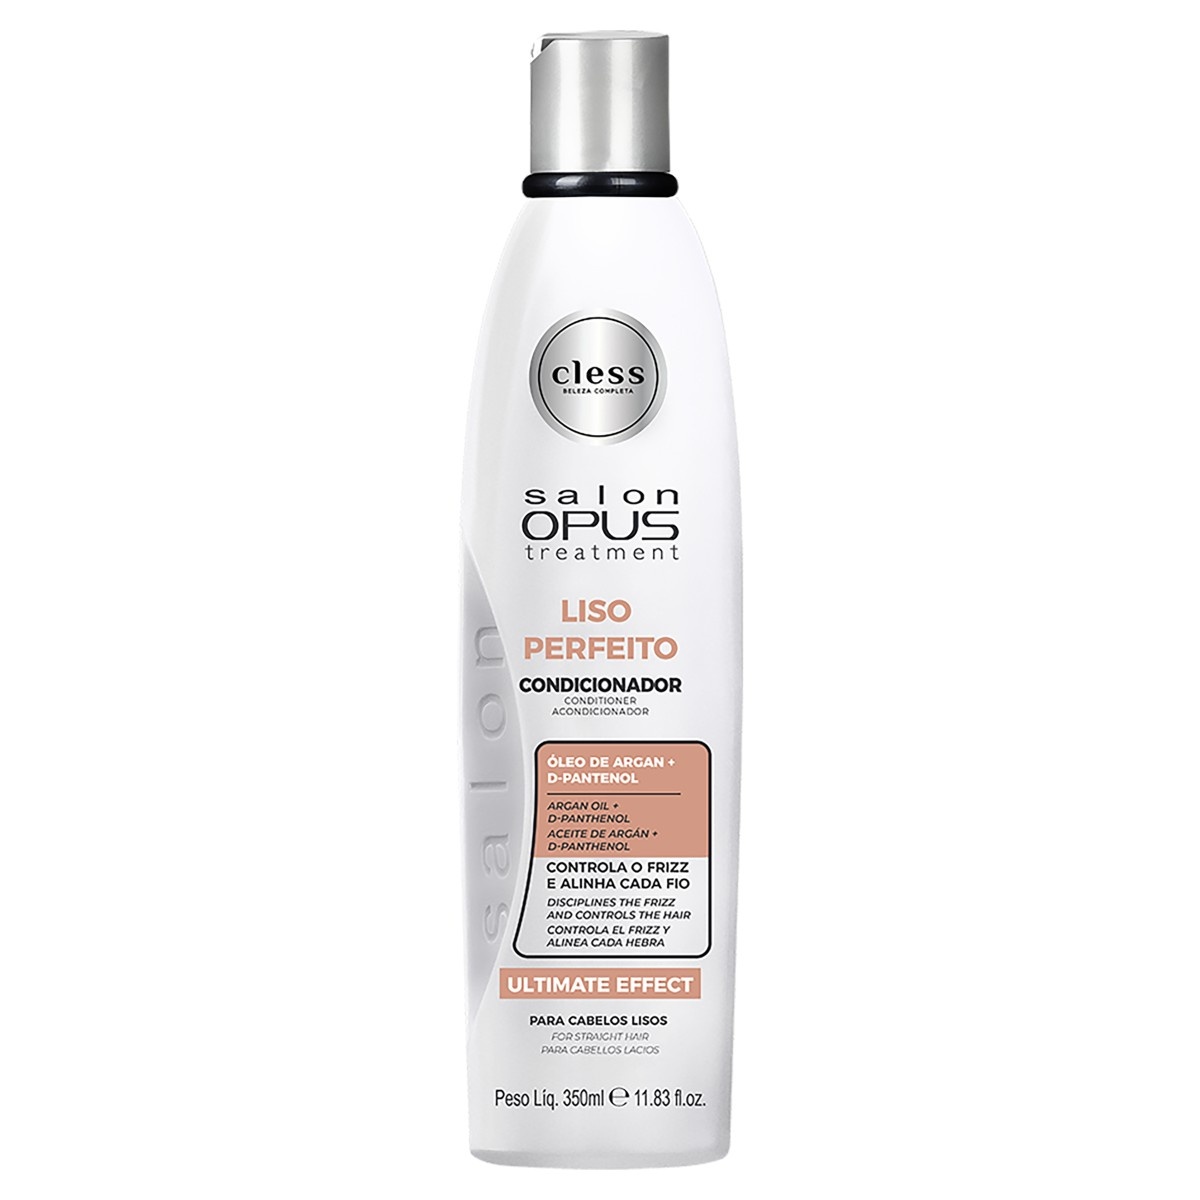 cless
BELEZA COMPLETA
salon
OPUS
treatment
LISO
PERFEITO
CONDICIONADOR
CONDITIONER
ACONDICIONADOR
salon
ÓLEO DE ARGAN +
D-PANTENOL
ARGAN OIL +
D-PANTHENOL
ACEITE DE ARGÁN +
D-PANTHENOL
CONTROLA O FRIZZ
E ALINHA CADA FIO
DISCIPLINES THE FRIZZ
AND CONTROLS THE HAIR
CONTROLA EL FRIZZ Y
ALINEA CADA HEBRA
ULTIMATE EFFECT
PARA CABELOS LISOS
FOR STRAIGHT HAIR
PARA CABELLOS LACIOS
Peso Líq. 350ml ℮ 11.83 fl.oz.